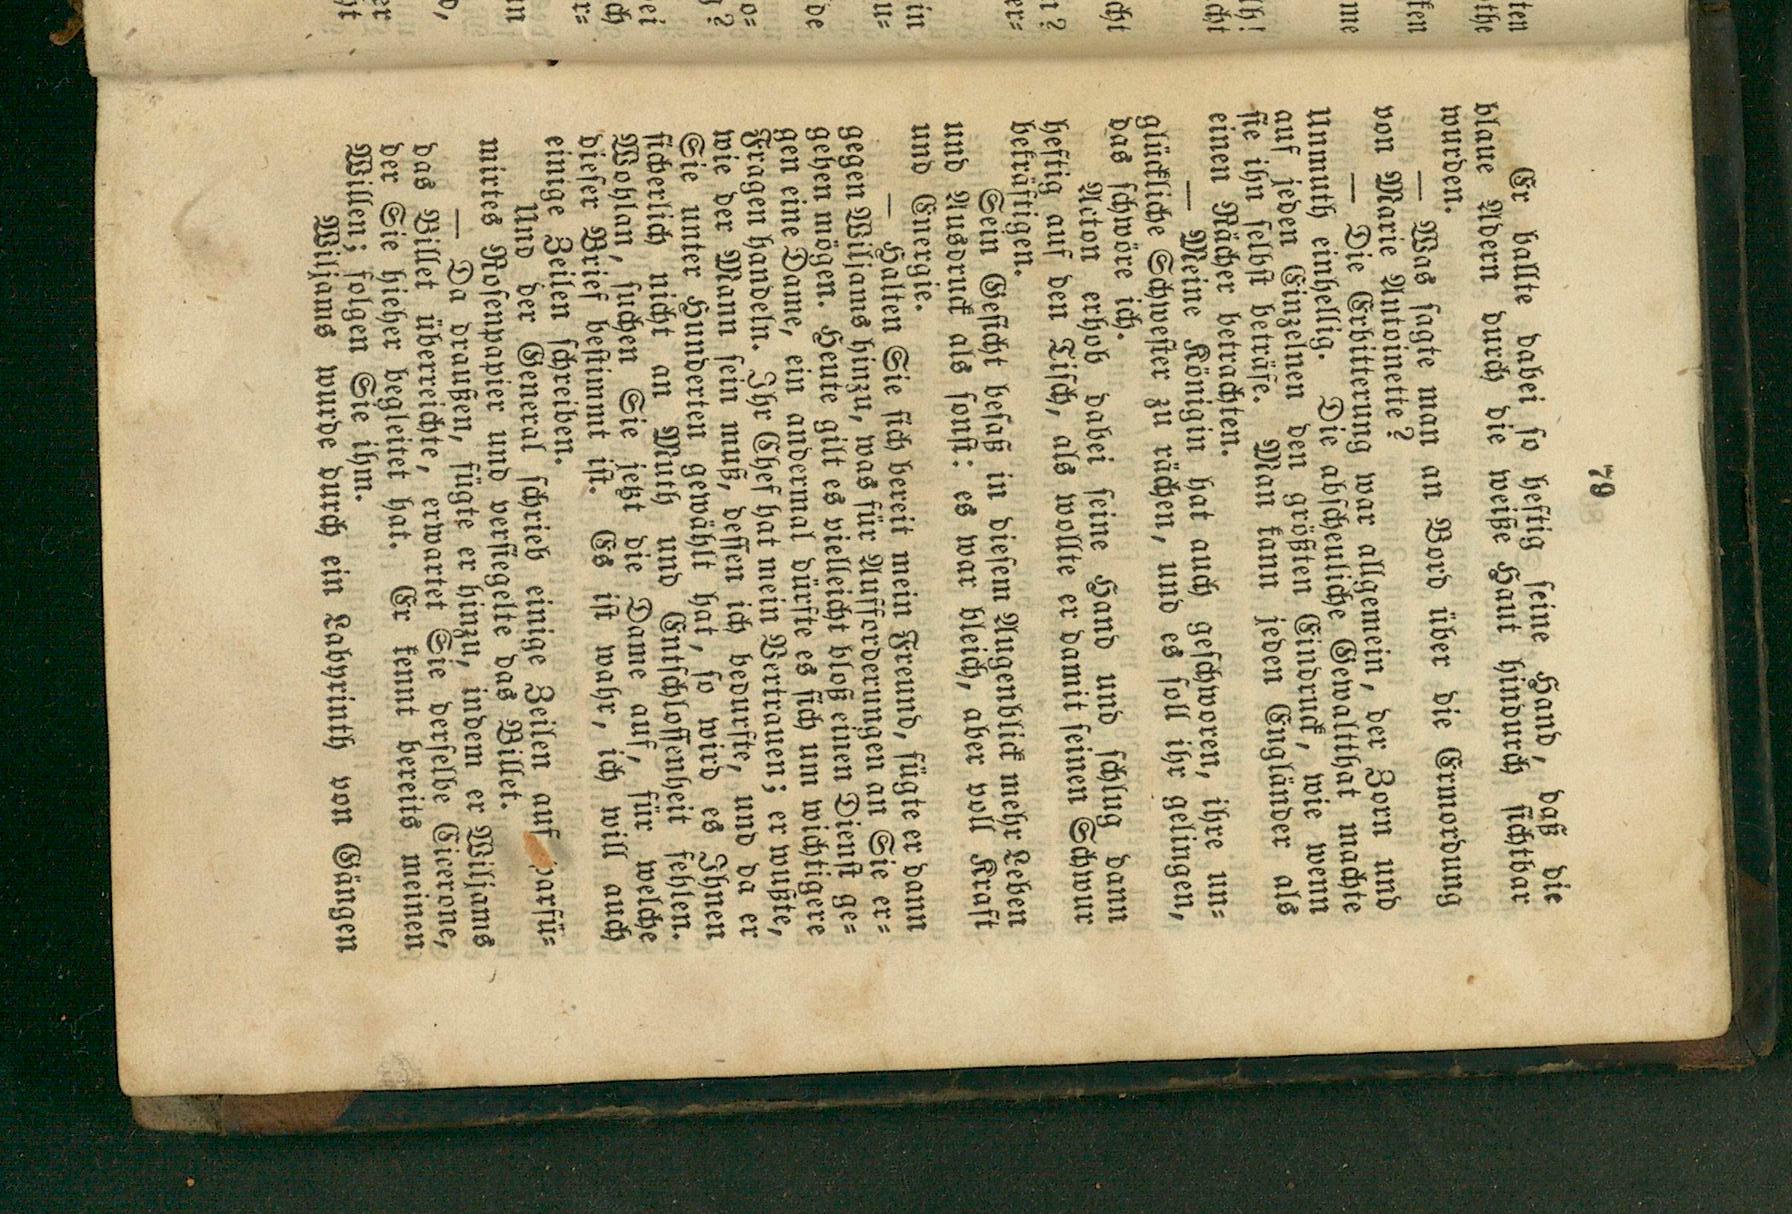 79
Er ballte dabei so heftig seine Hand, daß die
blaue Adern durch die weiße Haut hindurch sichtbar
wurden.
— Was sagte man an Bord über die Ermordung
von Marie Antoinette?
— Die Erbitterung war allgemein, der Zorn und
Unmuth einhellig. Die abscheuliche Gewaltthat machte
auf jeden Einzelnen den größten Eindruck, wie wenn
sie ihn selbst beträfe. Man kann jeden Engländer als
einen Rächer betrachten.
— Meine Königin hat auch geschworen, ihre un-
glückliche Schwester zu rächen, und es soll ihr gelingen,
das schwöre ich.
Acton erhob dabei seine Hand und schlug dann
heftig auf den Tisch, als wollte er damit seinen Schwur
bekräftigen.
Sein Gesicht besaß in diesem Augenblick mehr Leben
und Ausdruck als sonst: es war bleich, aber voll Kraft
und Energie.
— Halten Sie sich bereit mein Freund, fügte er dann
gegen Wiljams hinzu, was für Aufforderungen an Sie er-
gehen mögen. Heute gilt es vielleicht bloß einen Dienst ge-
gen eine Dame, ein andermal dürfte es sich um wichtigere
Fragen handeln. Ihr Chef hat mein Vertrauen; er wußte,
wie der Mann sein muß, dessen ich bedurfte, und da er
Sie unter Hunderten gewählt hat, so wird es Ihnen
sicherlich nicht an Muth und Entschlossenheit fehlen.
Wohlan, suchen Sie jetzt die Dame auf, für welche
dieser Brief bestimmt ist. Es ist wahr, ich will auch
einige Zeilen schreiben.
Und der General schrieb einige Zeilen auf parfü-
mirtes Rosenpapier und versiegelte das Billet.
— Da draußen, fügte er hinzu, indem er Wiljams
das Billet überreichte, erwartet Sie derselbe Cicerone,
der Sie hieher begleitet hat. Er kennt bereits meinen
Willen; folgen Sie ihm.
Wiljams wurde durch ein Labyrinth von Gängen